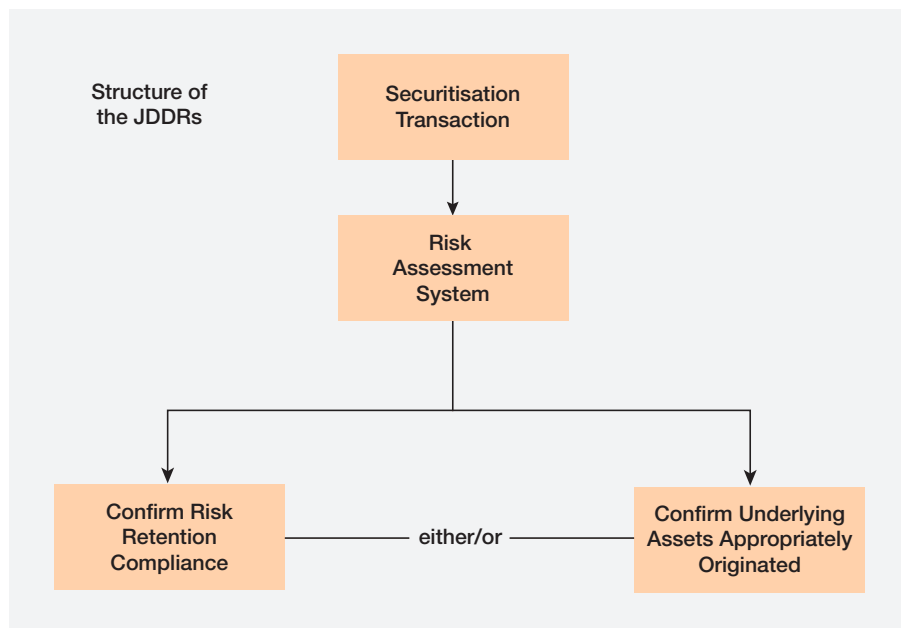 Structure of
the JDDRs
Securitisation
Transaction
Risk
Assessment
System
Confirm Risk
Retention
Compliance
either/or
Confirm Underlying
Assets Appropriately
Originated